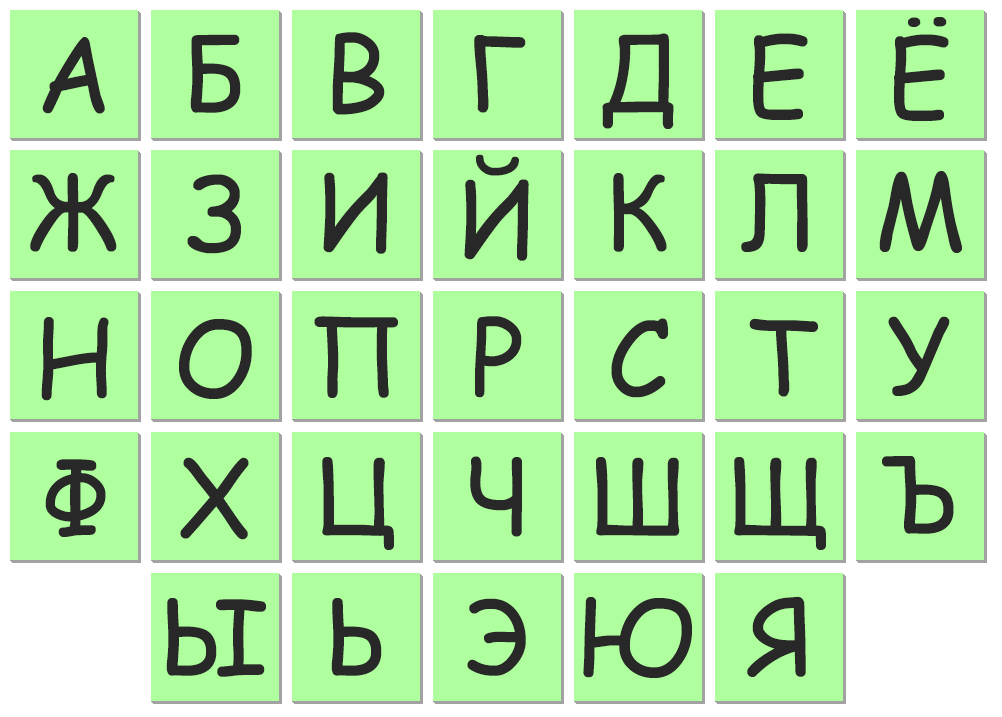 А Б В Г Д Е Ё
Ж З И Й К Л М
Н О П Р С Т У
Ф Х Ц Ч Ш Щ Ъ
Ы Ь Э Ю Я